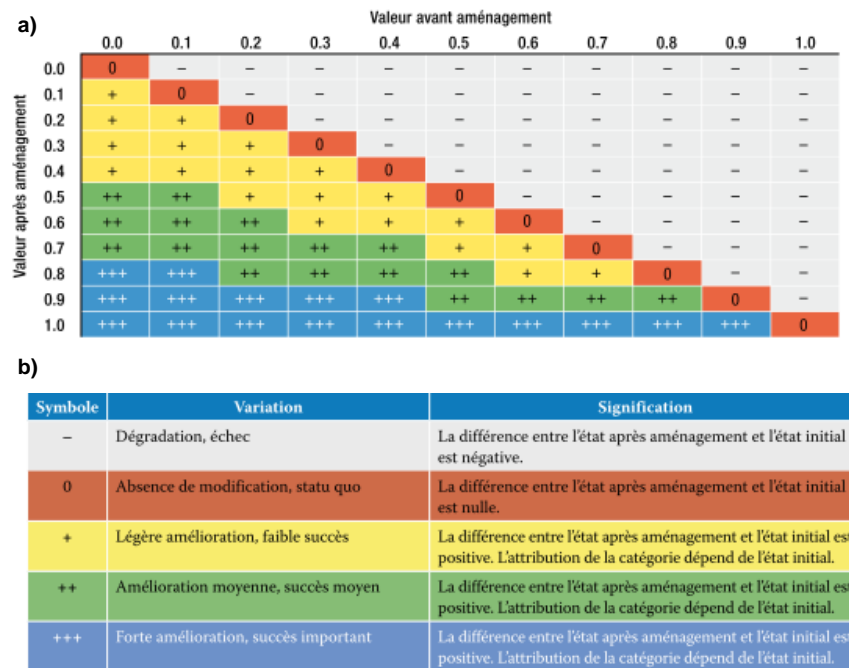 a)
Valeur avant aménagement
0.0 0.1 0.2 0.3 0.4 0.5 0.6 0.7 0.8 0.9 1.0
Valeur après aménagement
0.0 0 – – – – – – – – – –
0.1 + 0 – – – – – – – – –
0.2 + + 0 – – – – – – – –
0.3 + + + 0 – – – – – – –
0.4 + + + + 0 – – – – – –
0.5 ++ ++ + + + 0 – – – – –
0.6 ++ ++ ++ + + + 0 – – – –
0.7 ++ ++ ++ ++ ++ + + 0 – – –
0.8 +++ +++ ++ ++ ++ ++ + + 0 – –
0.9 +++ +++ +++ +++ +++ ++ ++ ++ ++ 0 –
1.0 +++ +++ +++ +++ +++ +++ +++ +++ +++ +++ 0
b)
Symbole Variation Signification
– Dégradation, échec La différence entre l'état après aménagement et l'état initial
est négative.
0 Absence de modification, statu quo La différence entre l'état après aménagement et l'état initial
est nulle.
+ Légère amélioration, faible succès La différence entre l'état après aménagement et l'état initial est
positive. L'attribution de la catégorie dépend de l'état initial.
++ Amélioration moyenne, succès moyen La différence entre l'état après aménagement et l'état initial est
positive. L'attribution de la catégorie dépend de l'état initial.
+++ Forte amélioration, succès important La différence entre l'état après aménagement et l'état initial est
positive. L'attribution de la catégorie dépend de l'état initial.